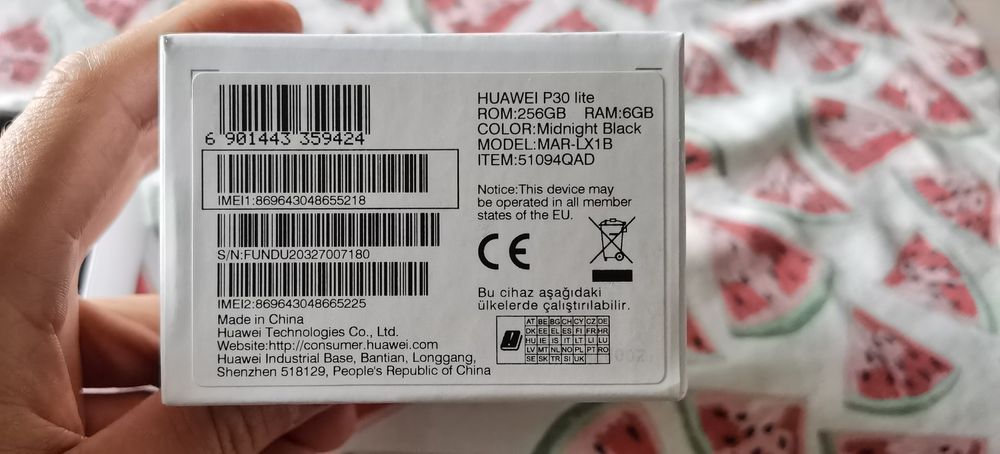 6 901443 359424
IMEI1:869643048655218
S/N:FUNDU20327007180
IMEI2:869643048665225
Made in China
Huawei Technologies Co., Ltd.
Website:http://consumer.huawei.com
Huawei Industrial Base, Bantian, Longgang,
Shenzhen 518129, People's Republic of China
HUAWEI P30 lite
ROM:256GB RAM:6GB
COLOR:Midnight Black
MODEL:MAR-LX1B
ITEM:51094QAD
Notice:This device may
be operated in all member
states of the EU.
CE
Bu cihaz aşağıdaki
ülkelerde çalıştırılabilir.
AT BE BG CH CY CZ DE
DK EE EL ES FI FR HR
HU IE IS IT LI LT LU
LV MT NL NO PL PT RO
SE SK TR SI UK